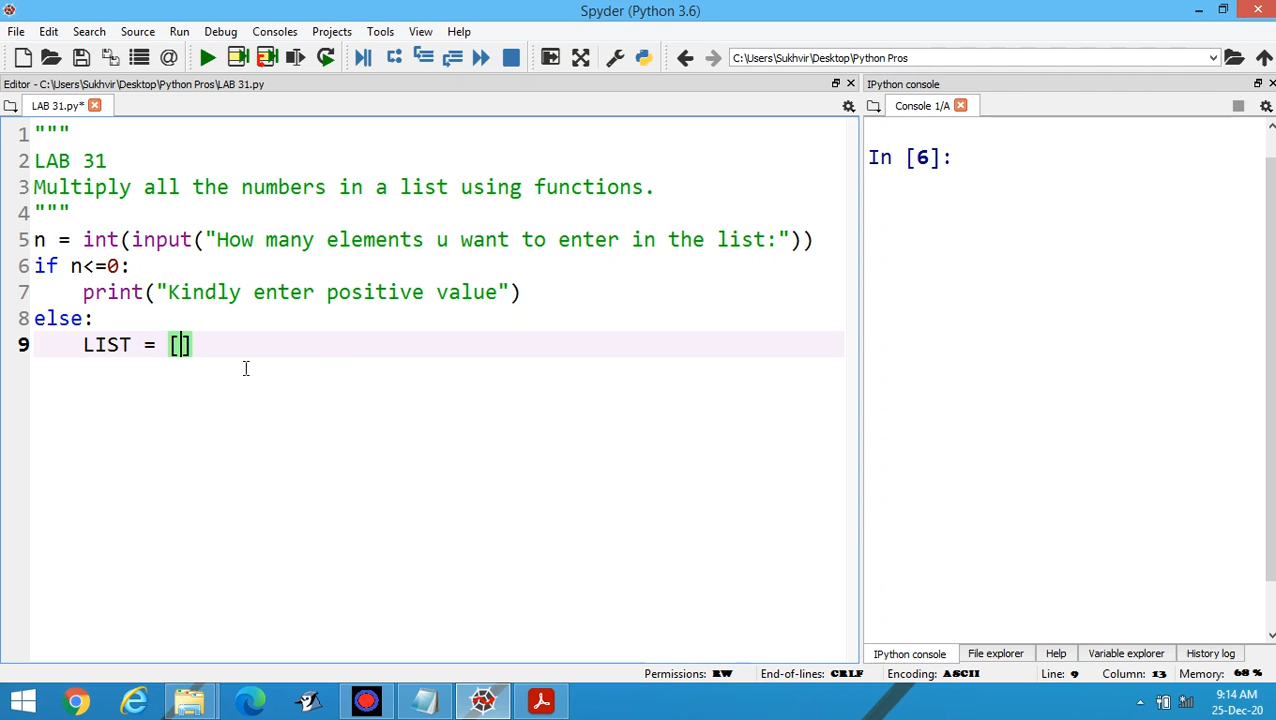 Spyder (Python 3.6)
File Edit Search Source Run Debug Consoles Projects Tools View Help
C:\Users\Sukhvir\Desktop\Python Pros
Editor - C:\Users\Sukhvir\Desktop\Python Pros\LAB 31.py
IPython console
LAB 31.py*
Console 1/A
1 """
2 LAB 31
3 Multiply all the numbers in a list using functions.
4 """
5 n = int(input("How many elements u want to enter in the list:"))
6 if n<=0:
7 print("Kindly enter positive value")
8 else:
9 LIST = []
In [6]:
IPython console File explorer Help Variable explorer History log
Permissions: RW End-of-lines: CRLF Encoding: ASCII Line: 9 Column: 13 Memory: 68 %
9:14 AM
25-Dec-20